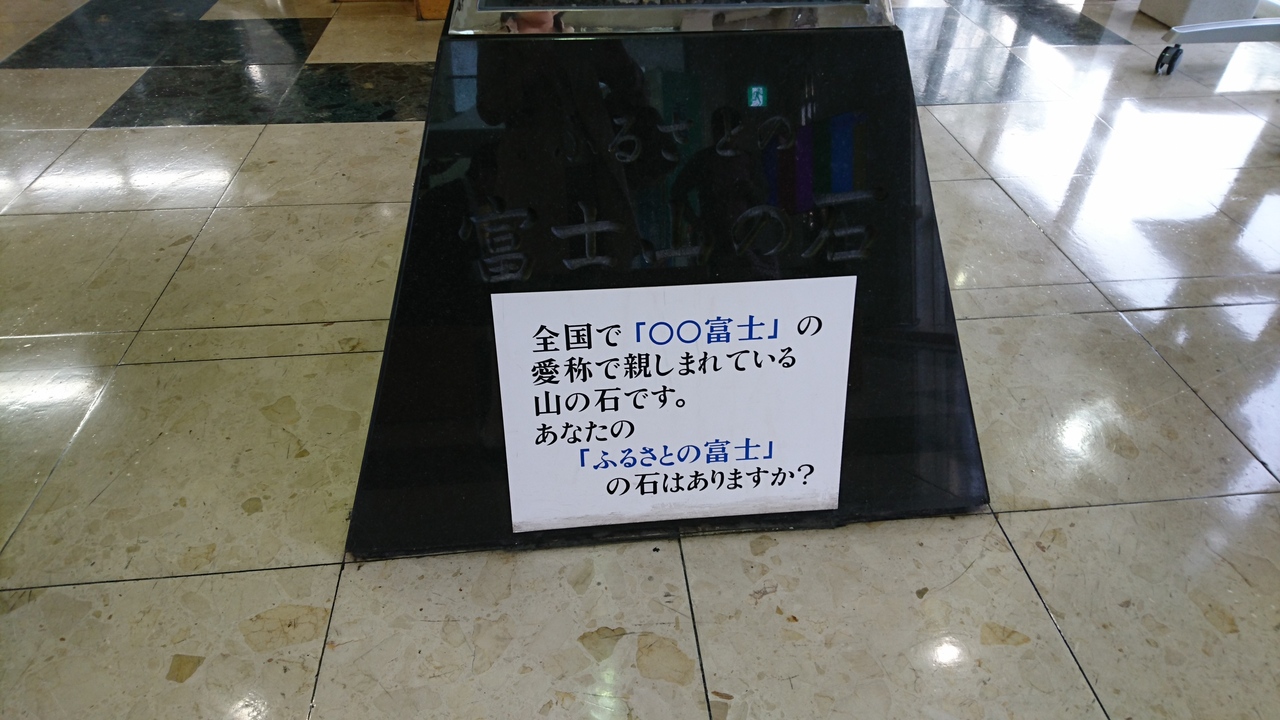 ふるさとの
富士山の石
全国で「〇〇富士」の
愛称で親しまれている
山の石です。
あなたの
「ふるさとの富士」
の石はありますか?